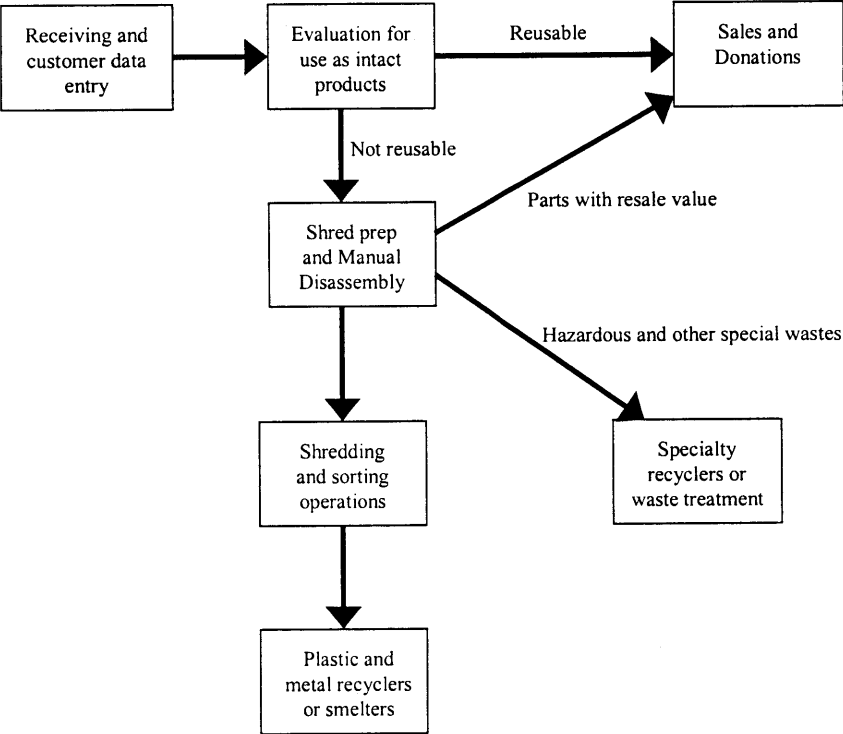 Receiving and
customer data
entry
Evaluation for
use as intact
products
Reusable
Sales and
Donations
Not reusable
Parts with resale value
Shred prep
and Manual
Disassembly
Hazardous and other special wastes
Shredding
and sorting
operations
Specialty
recyclers or
waste treatment
Plastic and
metal recyclers
or smelters